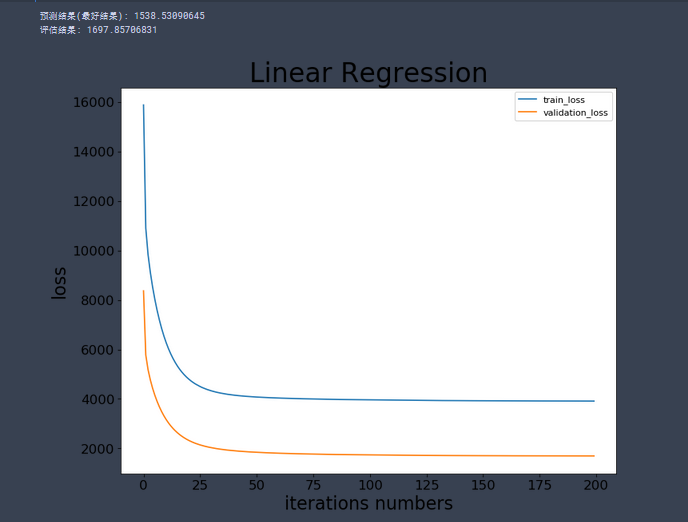 预测结果(最好结果): 1538.53090645
评估结果: 1697.85706831
Linear Regression
train_loss
validation_loss
16000
14000
12000
10000
8000
6000
4000
2000
loss
0 25 50 75 100 125 150 175 200
iterations numbers